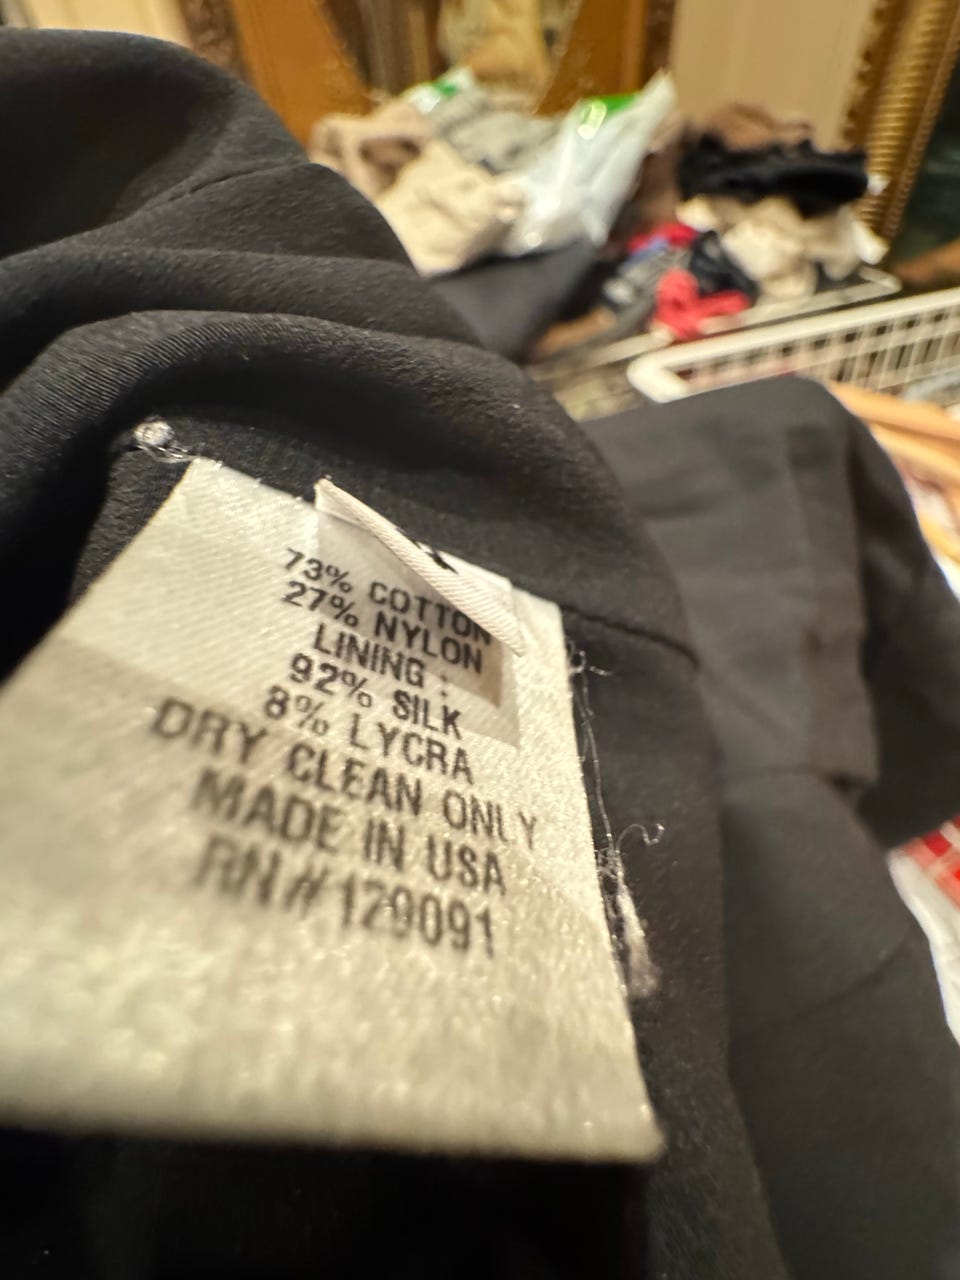 73% COTTON
27% NYLON
LINING :
92% SILK
8% LYCRA
DRY CLEAN ONLY
MADE IN USA
RN# 129091